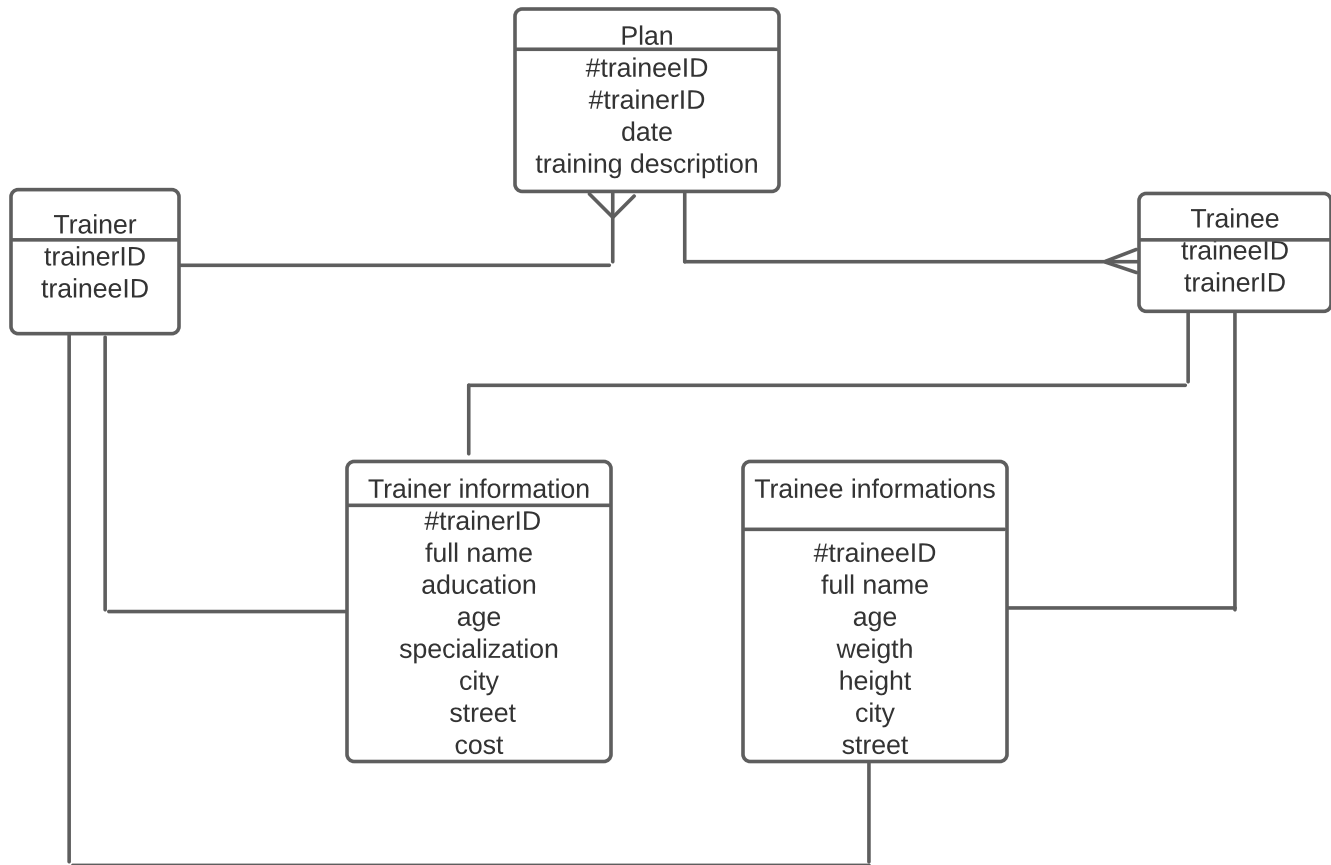 Plan
#traineeID
#trainerID
date
training description
Trainer
trainerID
traineeID
Trainee
traineeID
trainerID
Trainer information
#trainerID
full name
aducation
age
specialization
city
street
cost
Trainee informations
#traineeID
full name
age
weigth
height
city
street